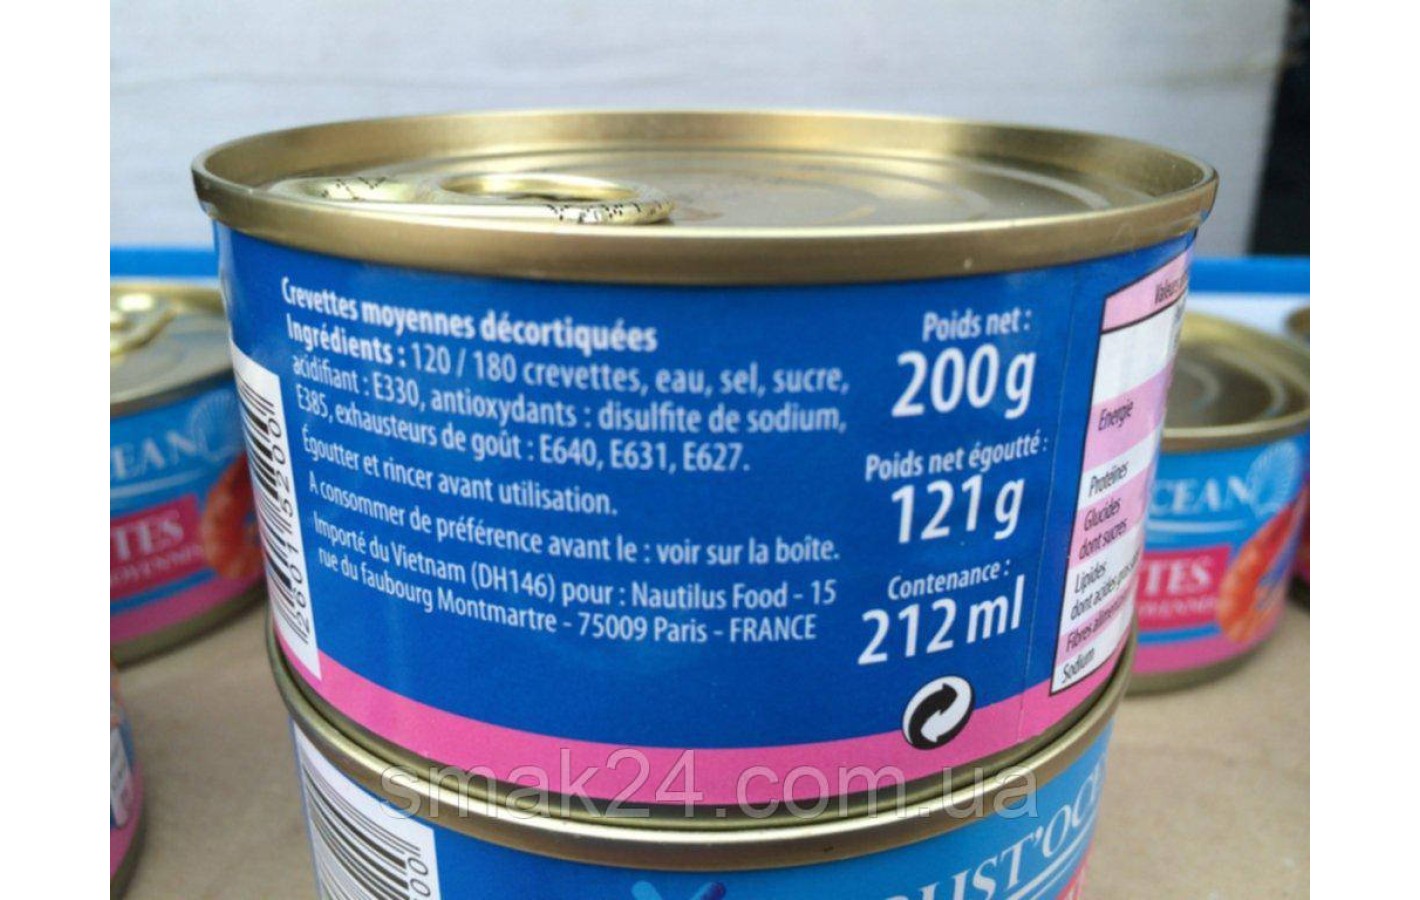 Crevettes moyennes décortiquées
Ingrédients : 120 / 180 crevettes, eau, sel, sucre,
acidifiant : E330, antioxydants : disulfite de sodium,
E385, exhausteurs de goût : E640, E631, E627.
Égoutter et rincer avant utilisation.
A consommer de préférence avant le : voir sur la boîte.
Importé du Vietnam (DH146) pour : Nautilus Food - 15
rue du faubourg Montmartre - 75009 Paris - FRANCE
Poids net :
200g
Poids net égoutté :
121g
Contenance :
212 ml
Energie
Protéines
Glucides
dont sucres
Lipides
Sodium
smak24.com.ua